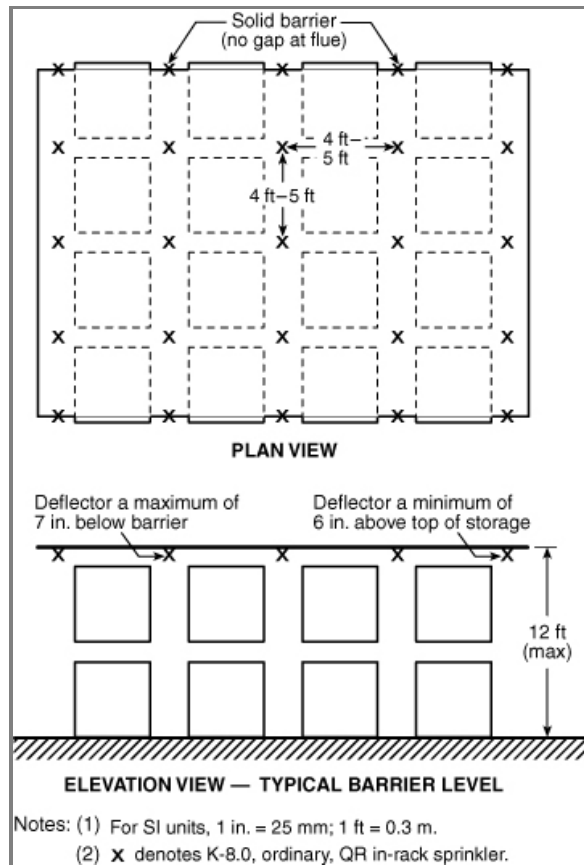 Solid barrier
(no gap at flue)
X X X X X
4 ft–
5 ft
X X X X X
4 ft–5 ft
X X X X X
X X X X X
X X X X X
PLAN VIEW
Deflector a maximum of
7 in. below barrier
Deflector a minimum of
6 in. above top of storage
X X X X X
12 ft
(max)
ELEVATION VIEW — TYPICAL BARRIER LEVEL
Notes: (1) For SI units, 1 in. = 25 mm; 1 ft = 0.3 m.
(2) X denotes K-8.0, ordinary, QR in-rack sprinkler.